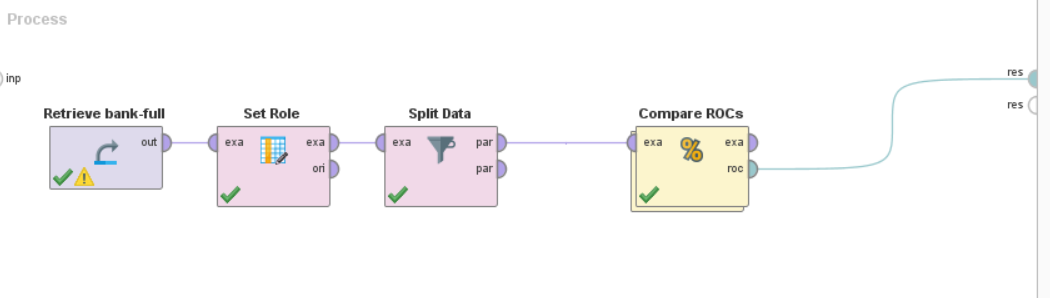 Process
inp
res
res
Retrieve bank-full
Set Role
Split Data
Compare ROCs
out
exa
exa
ori
exa
par
par
exa
exa
roc